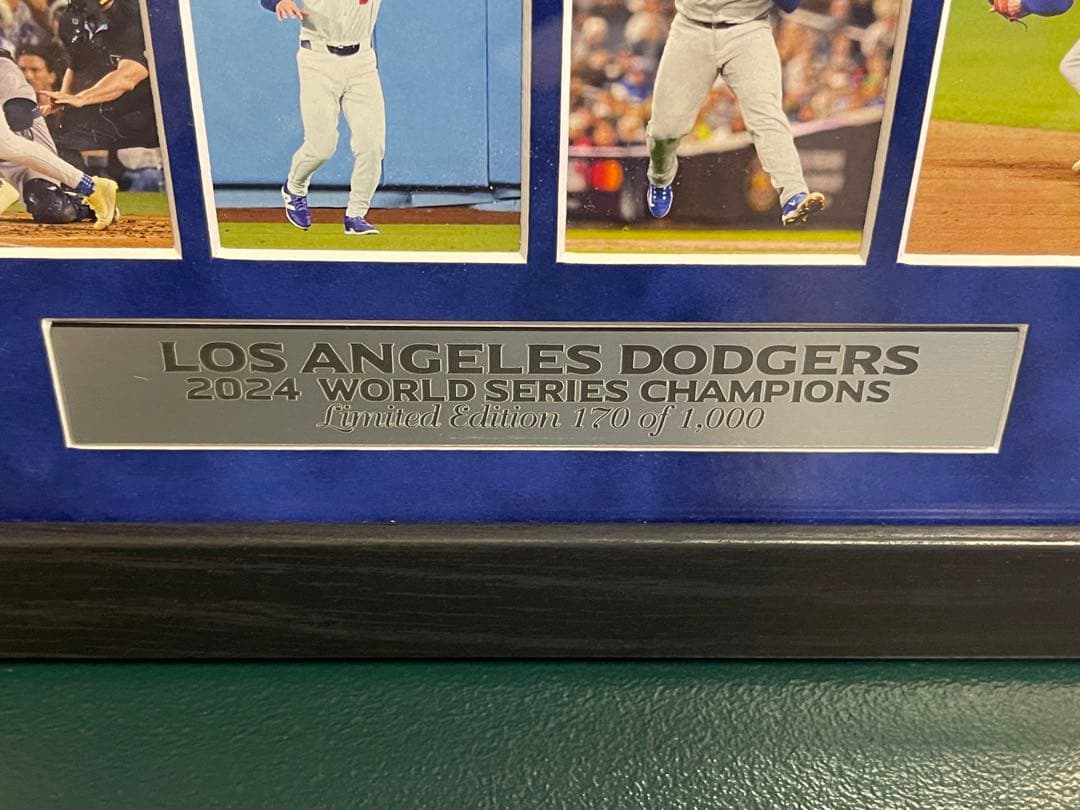 LOS ANGELES DODGERS
2024 WORLD SERIES CHAMPIONS
Limited Edition 170 of 1,000